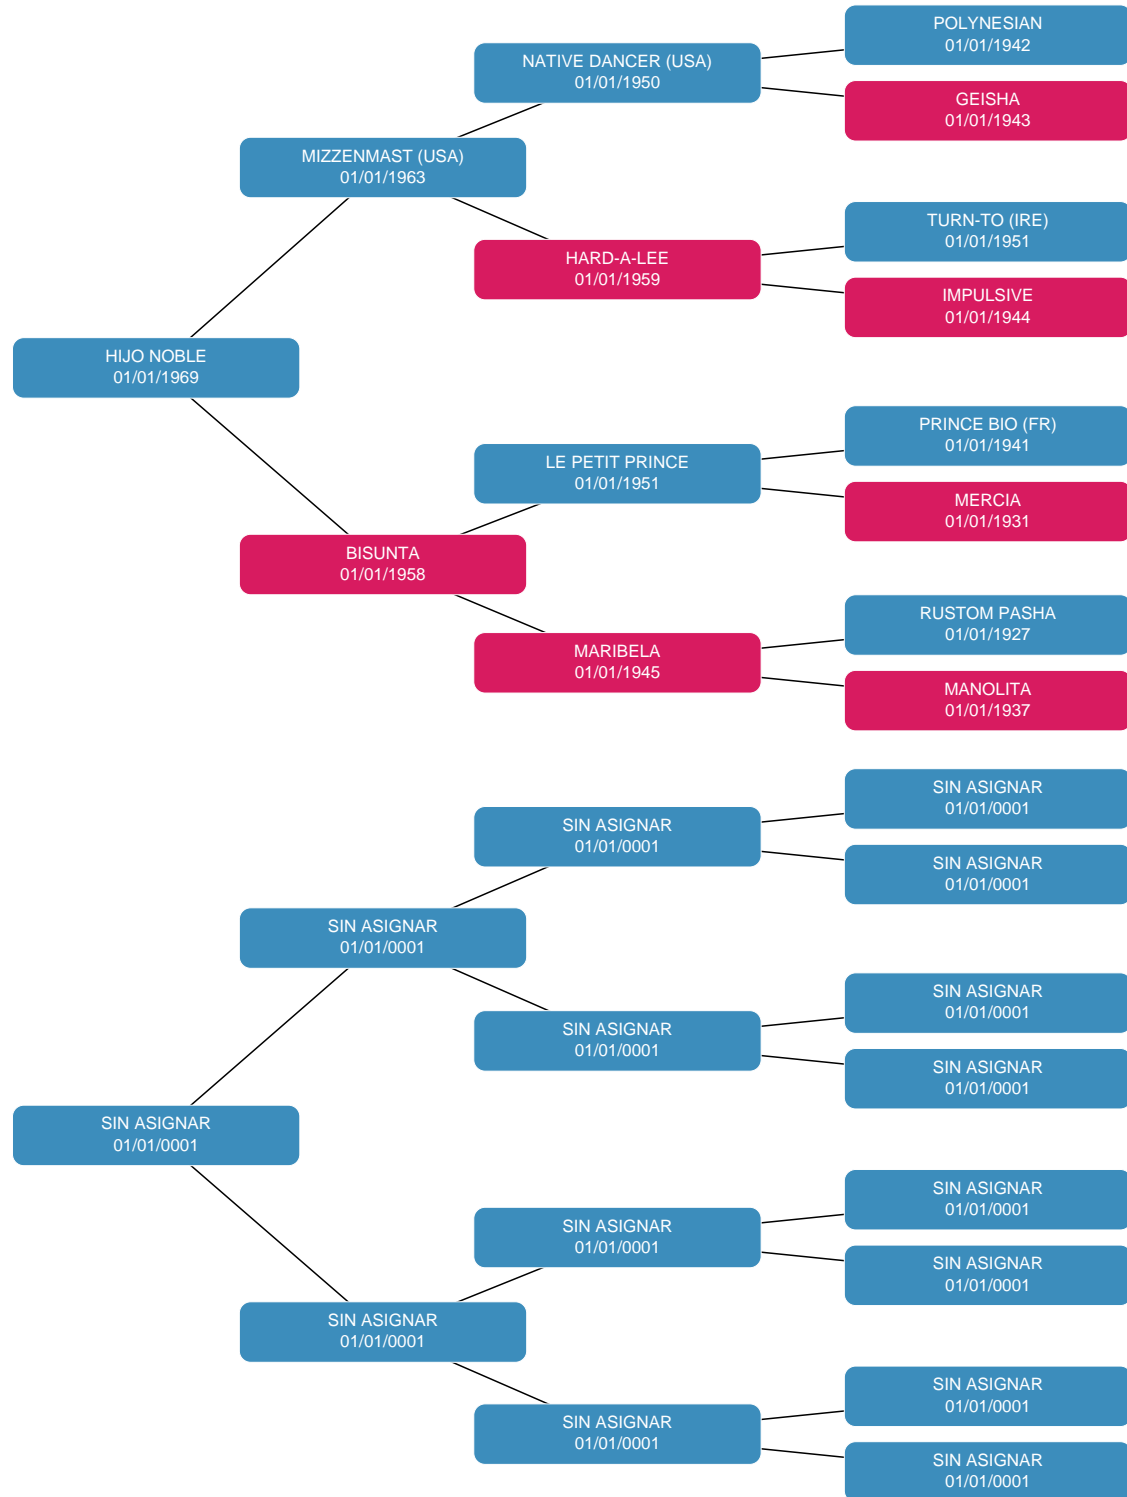 POLYNESIAN
01/01/1942
NATIVE DANCER (USA)
01/01/1950
GEISHA
01/01/1943
MIZZENMAST (USA)
01/01/1963
TURN-TO (IRE)
01/01/1951
HARD-A-LEE
01/01/1959
IMPULSIVE
01/01/1944
HIJO NOBLE
01/01/1969
PRINCE BIO (FR)
01/01/1941
LE PETIT PRINCE
01/01/1951
MERCIA
01/01/1931
BISUNTA
01/01/1958
RUSTOM PASHA
01/01/1927
MARIBELA
01/01/1945
MANOLITA
01/01/1937
SIN ASIGNAR
01/01/0001
SIN ASIGNAR
01/01/0001
SIN ASIGNAR
01/01/0001
SIN ASIGNAR
01/01/0001
SIN ASIGNAR
01/01/0001
SIN ASIGNAR
01/01/0001
SIN ASIGNAR
01/01/0001
SIN ASIGNAR
01/01/0001
SIN ASIGNAR
01/01/0001
SIN ASIGNAR
01/01/0001
SIN ASIGNAR
01/01/0001
SIN ASIGNAR
01/01/0001
SIN ASIGNAR
01/01/0001
SIN ASIGNAR
01/01/0001
SIN ASIGNAR
01/01/0001